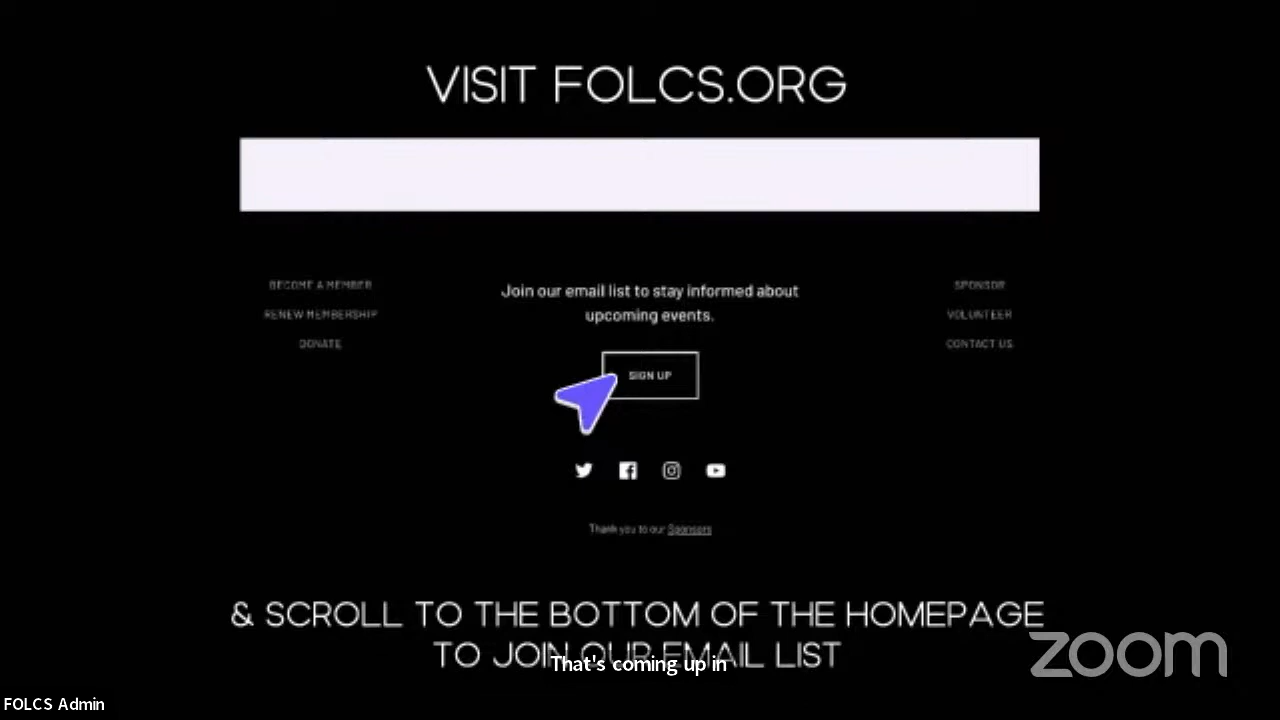 VISIT FOLCS.ORG
BECOME A MEMBER
RENEW MEMBERSHIP
DONATE
Join our email list to stay informed about
upcoming events.
SIGN UP
SPONSOR
VOLUNTEER
CONTACT US
Thank you to our Sponsors
& SCROLL TO THE BOTTOM OF THE HOMEPAGE
TO JOIN OUR EMAIL LIST
That's coming up in
zoom
FOLCS Admin